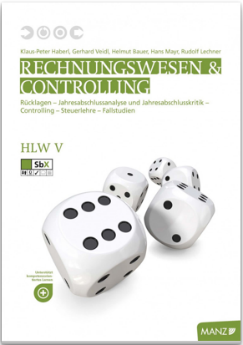 Klaus-Peter Haberl, Gerhard Veidl, Helmut Bauer, Hans Mayr, Rudolf Lechner
RECHNUNGSWESEN &
CONTROLLING
Rücklagen – Jahresabschlussanalyse und Jahresabschlusskritik –
Controlling – Steuerlehre – Fallstudien
HLW V
SbX
MANZ